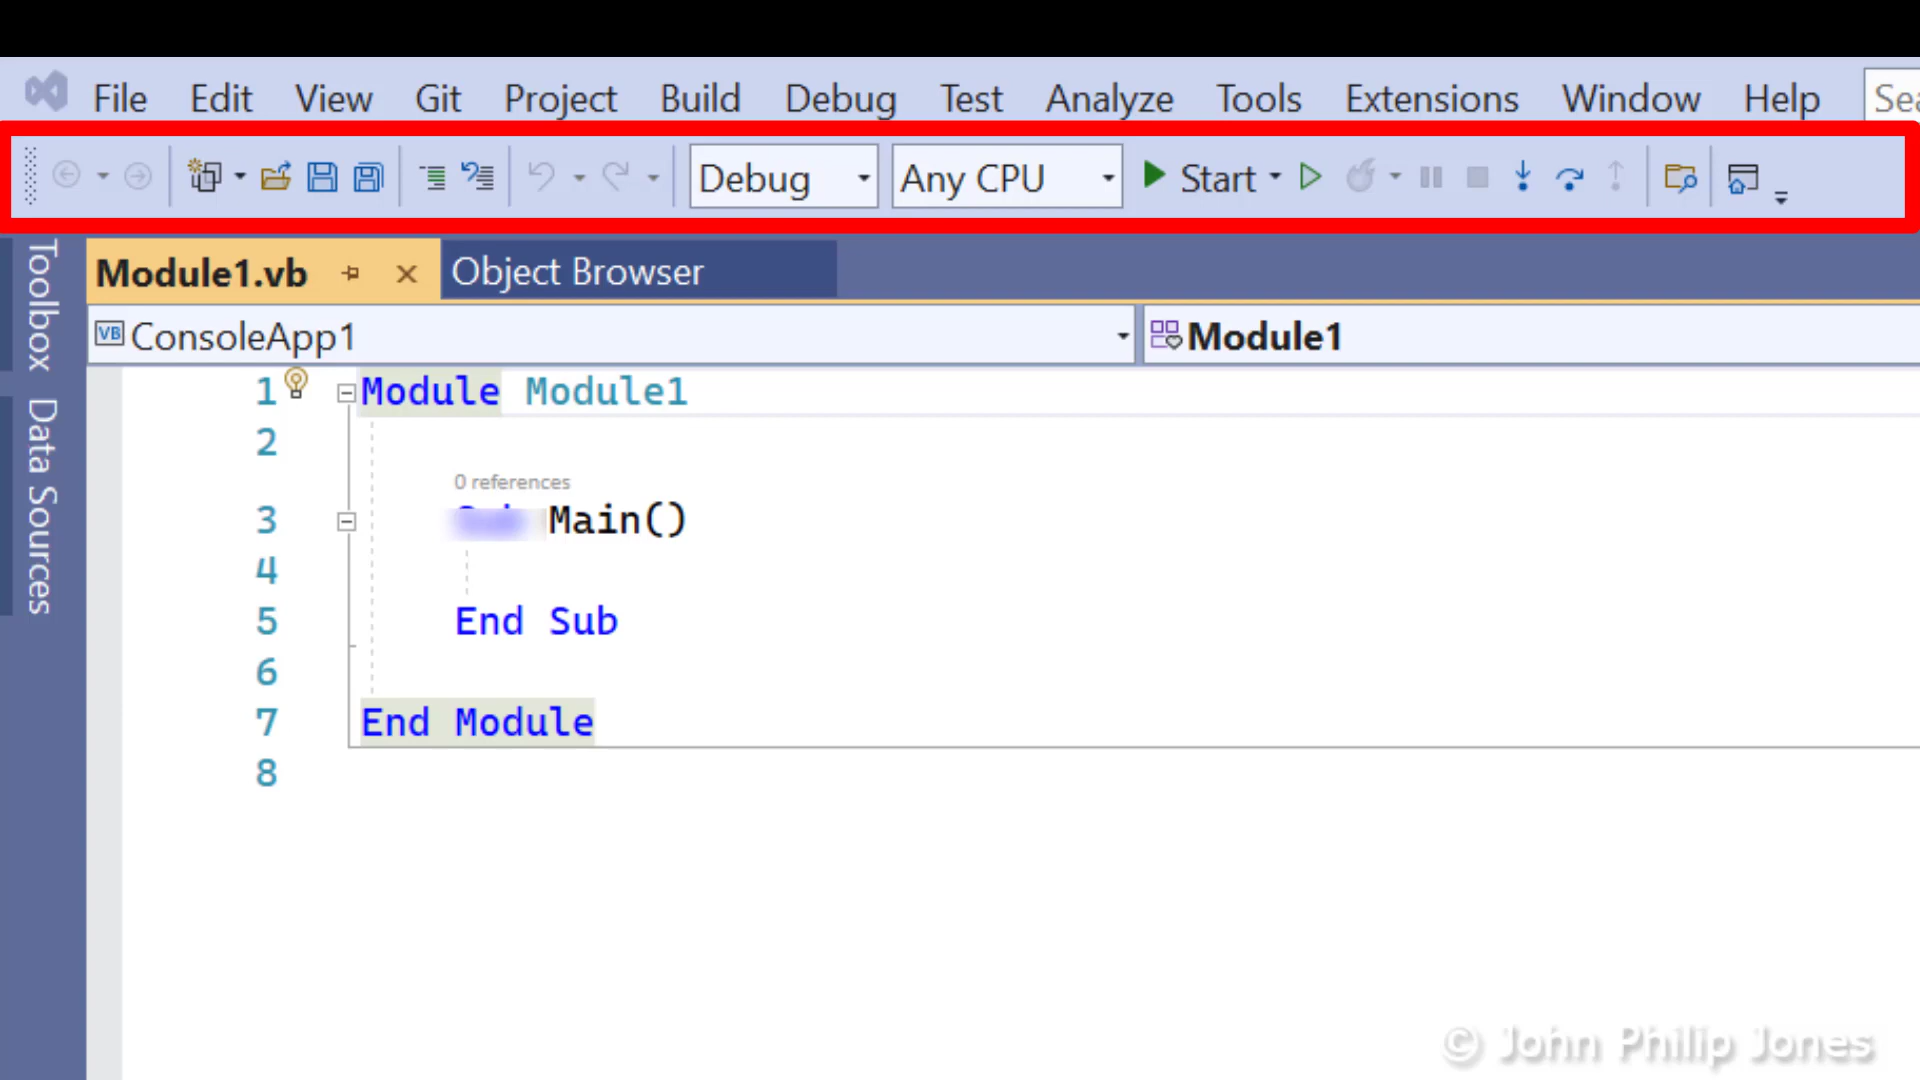 File Edit View Git Project Build Debug Test Analyze Tools Extensions Window Help
Debug Any CPU Start
Toolbox
Data Sources
Module1.vb Object Browser
VB ConsoleApp1 Module1
1 Module Module1
2
0 references
3 Main()
4
5 End Sub
6
7 End Module
8
© John Philip Jones